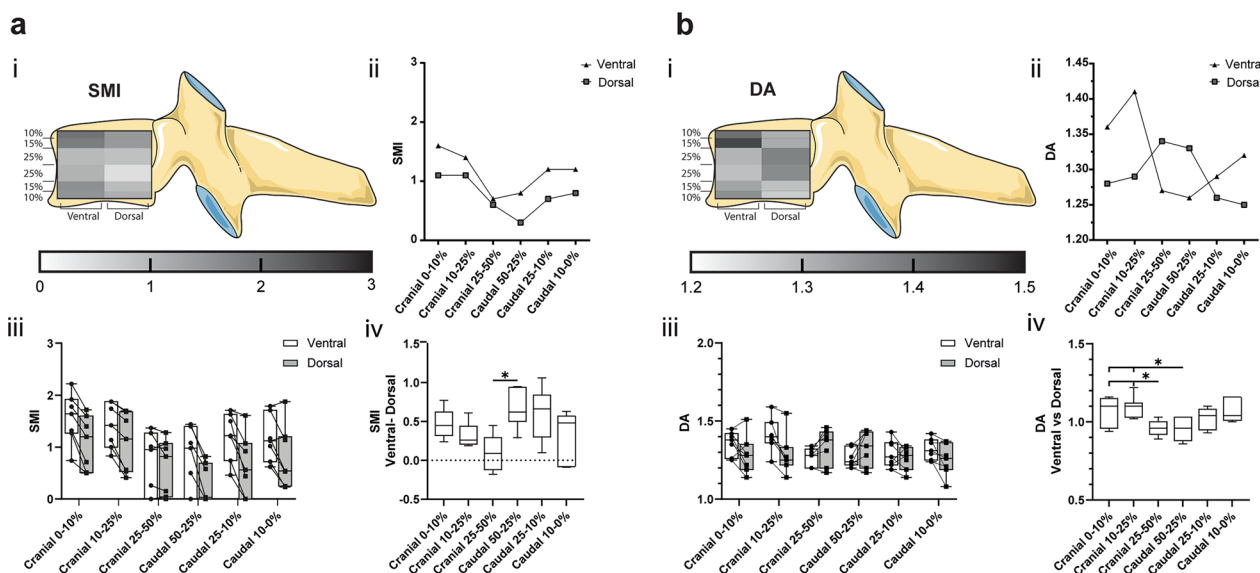 a
i
SMI
10%
15%
25%
25%
15%
10%
Ventral
Dorsal
0
1
2
3
ii
Ventral
Dorsal
SMI
3
2
1
0
Cranial 0-10%
Cranial 10-25%
Cranial 25-50%
Caudal 50-25%
Caudal 25-10%
Caudal 10-0%
iii
Ventral
Dorsal
SMI
3
2
1
0
Cranial 0-10%
Cranial 10-25%
Cranial 25-50%
Caudal 50-25%
Caudal 25-10%
Caudal 10-0%
iv
SMI
Ventral- Dorsal
1.5
1.0
0.5
0.0
-0.5
*
Cranial 0-10%
Cranial 10-25%
Cranial 25-50%
Caudal 50-25%
Caudal 25-10%
Caudal 10-0%
b
i
DA
10%
15%
25%
25%
15%
10%
Ventral
Dorsal
1.2
1.3
1.4
1.5
ii
Ventra
Dorsal
DA
1.45
1.40
1.35
1.30
1.25
1.20
Cranial 0-10%
Cranial 10-25%
Cranial 25-50%
Caudal 50-25%
Caudal 25-10%
Caudal 10-0%
iii
Ventral
Dorsal
DA
2.0
1.8
1.6
1.4
1.2
1.0
Cranial 0-10%
Cranial 10-25%
Cranial 25-50%
Caudal 50-25%
Caudal 25-10%
Caudal 10-0%
iv
DA
Ventral vs Dorsal
1.5
1.0
0.5
*
*
Cranial 0-10%
Cranial 10-25%
Cranial 25-50%
Caudal 50-25%
Caudal 25-10%
Caudal 10-0%